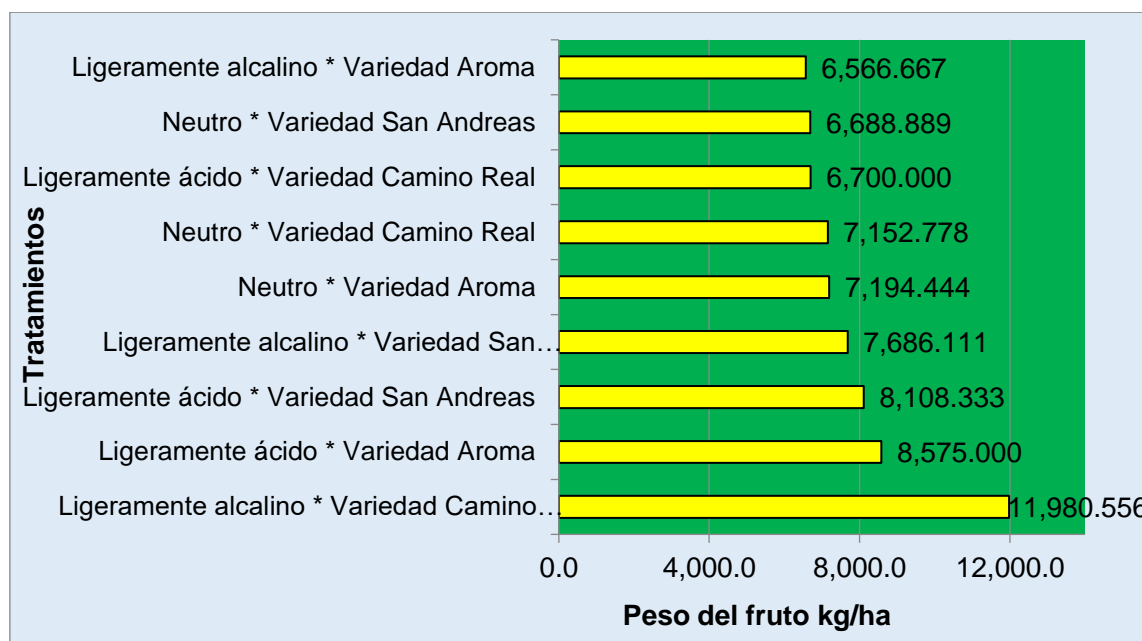 Tratamientos
Ligeramente alcalino * Variedad Aroma
6,566.667
Neutro * Variedad San Andreas
6,688.889
Ligeramente ácido * Variedad Camino Real
6,700.000
Neutro * Variedad Camino Real
7,152.778
Neutro * Variedad Aroma
7,194.444
Ligeramente alcalino * Variedad San…
7,686.111
Ligeramente ácido * Variedad San Andreas
8,108.333
Ligeramente ácido * Variedad Aroma
8,575.000
Ligeramente alcalino * Variedad Camino…
11,980.556
0.0 4,000.0 8,000.0 12,000.0
Peso del fruto kg/ha